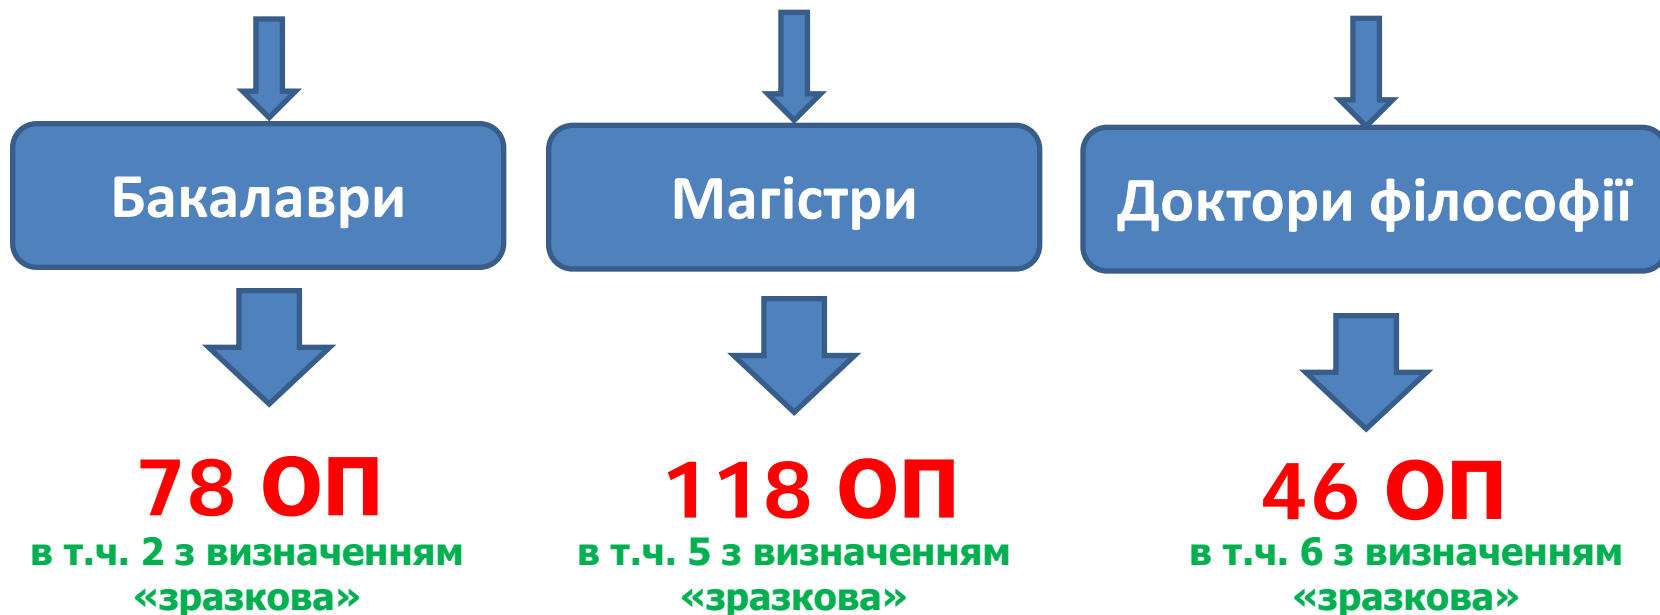 Бакалаври
Магістри
Доктори філософії
78 ОП
в т.ч. 2 з визначенням
«зразкова»
118 ОП
в т.ч. 5 з визначенням
«зразкова»
46 ОП
в т.ч. 6 з визначенням
«зразкова»